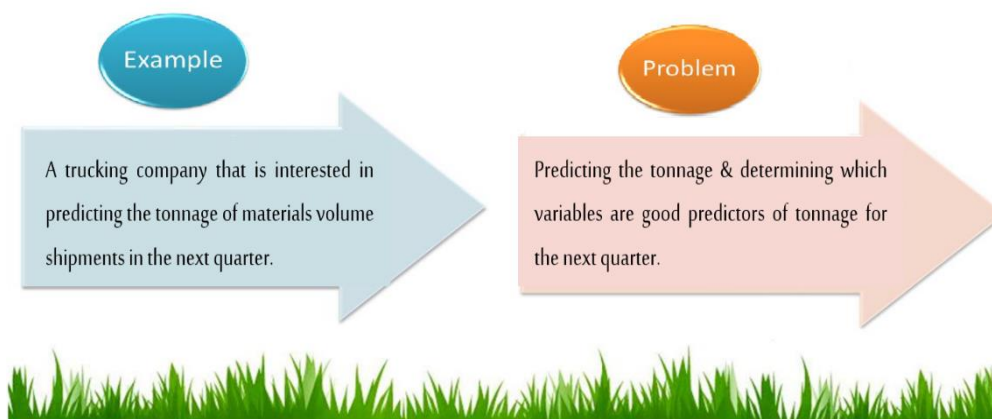 Example
A trucking company that is interested in
predicting the tonnage of materials volume
shipments in the next quarter.
Problem
Predicting the tonnage & determining which
variables are good predictors of tonnage for
the next quarter.